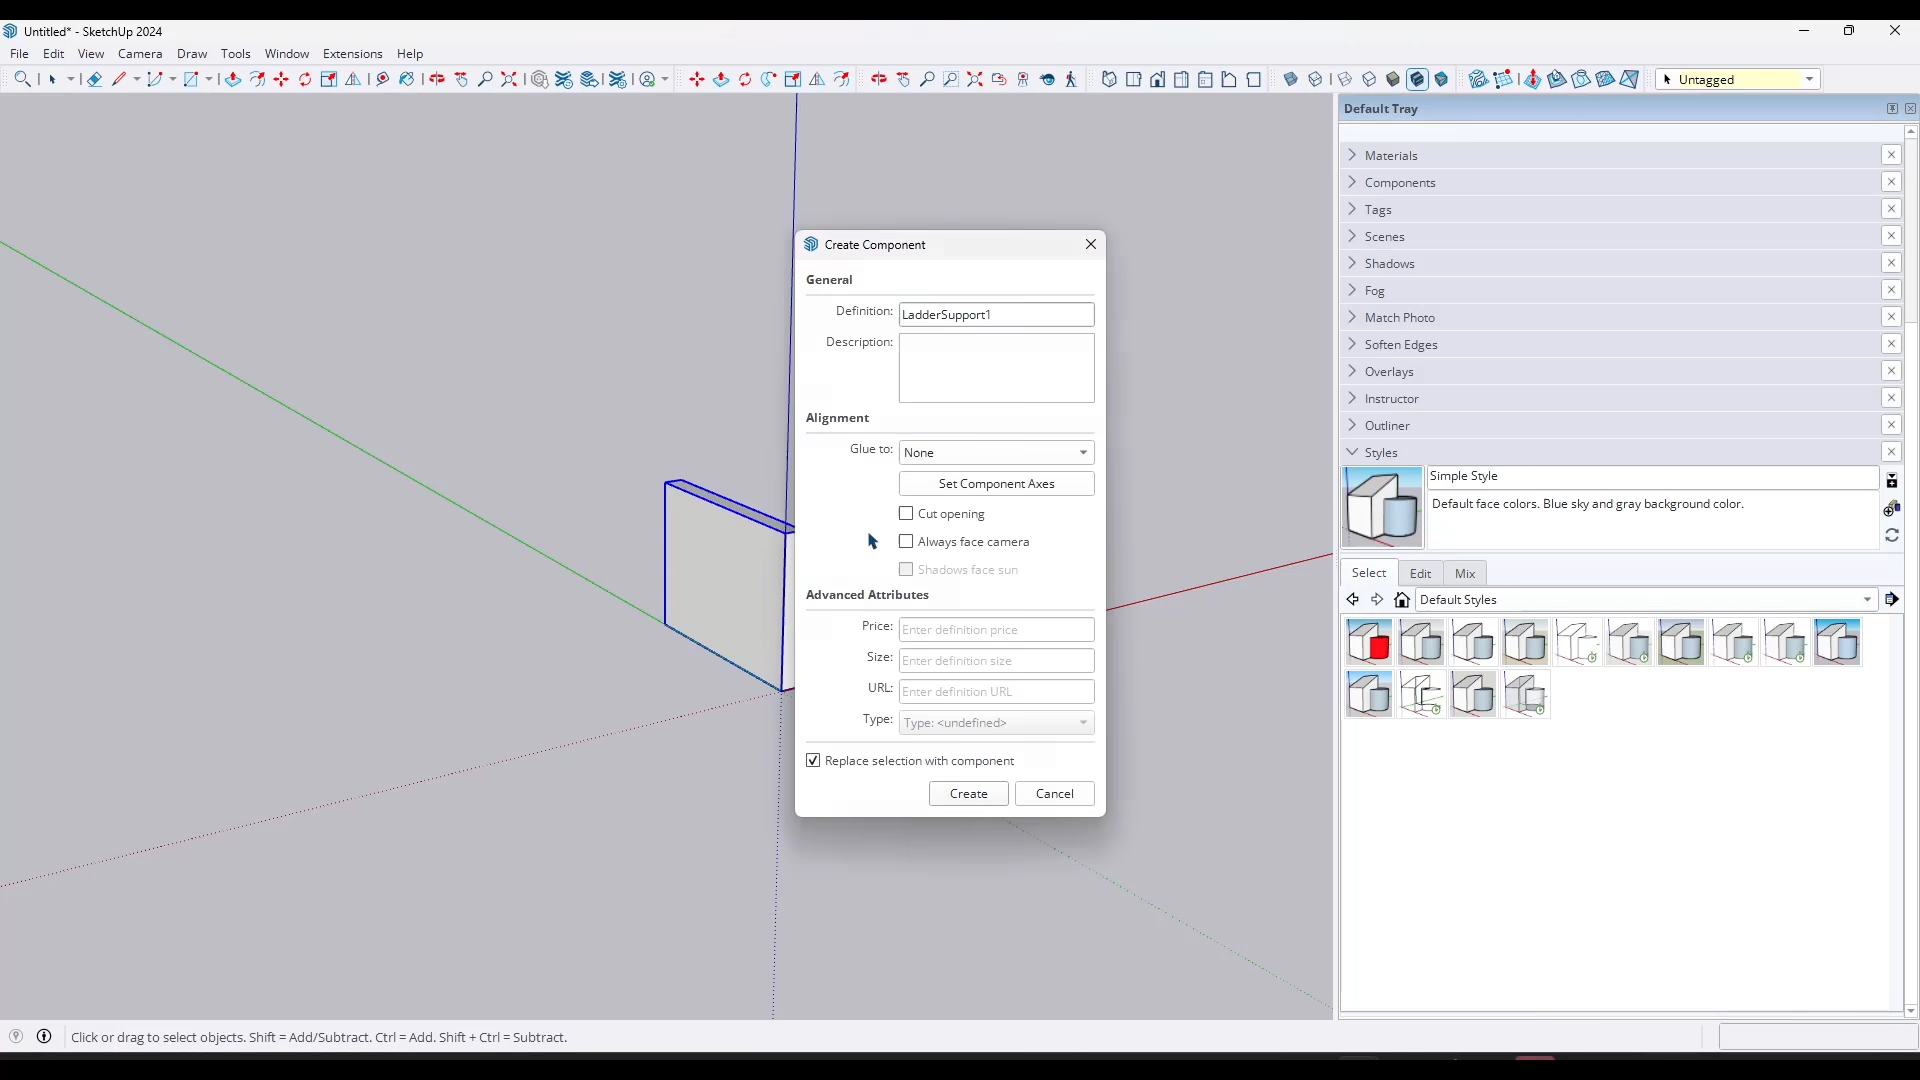 Untitled* - SketchUp 2024
File Edit View Camera Draw Tools Window Extensions Help
Untagged
Default Tray
Materials
Components
Tags
Scenes
Shadows
Fog
Match Photo
Soften Edges
Overlays
Instructor
Outliner
Styles
Simple Style
Default face colors. Blue sky and gray background color.
Select Edit Mix
Default Styles
Create Component
General
Definition: LadderSupport1
Description:
Alignment
Glue to: None
Set Component Axes
Cut opening
Always face camera
Shadows face sun
Advanced Attributes
Price: Enter definition price
Size: Enter definition size
URL: Enter definition URL
Type: Type: <undefined>
Replace selection with component
Create Cancel
Click or drag to select objects. Shift = Add/Subtract. Ctrl = Add. Shift + Ctrl = Subtract.